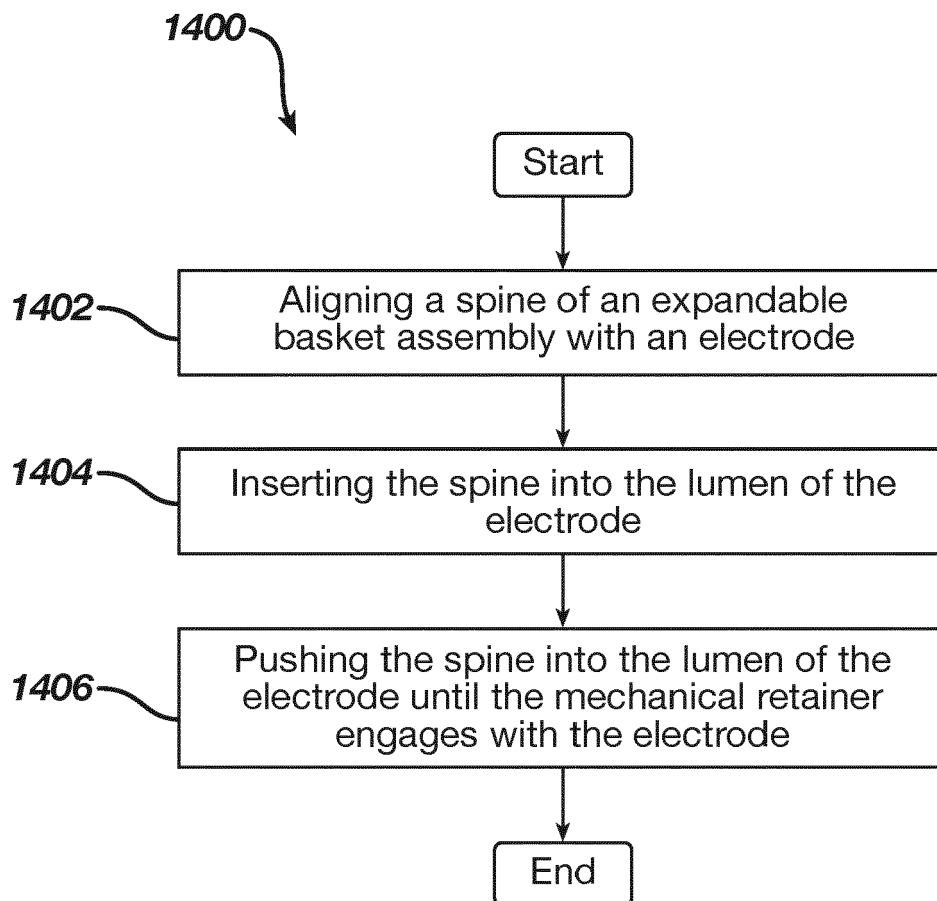 1400
Start
1402
Aligning a spine of an expandable
basket assembly with an electrode
1404
Inserting the spine into the lumen of the
electrode
1406
Pushing the spine into the lumen of the
electrode until the mechanical retainer
engages with the electrode
End